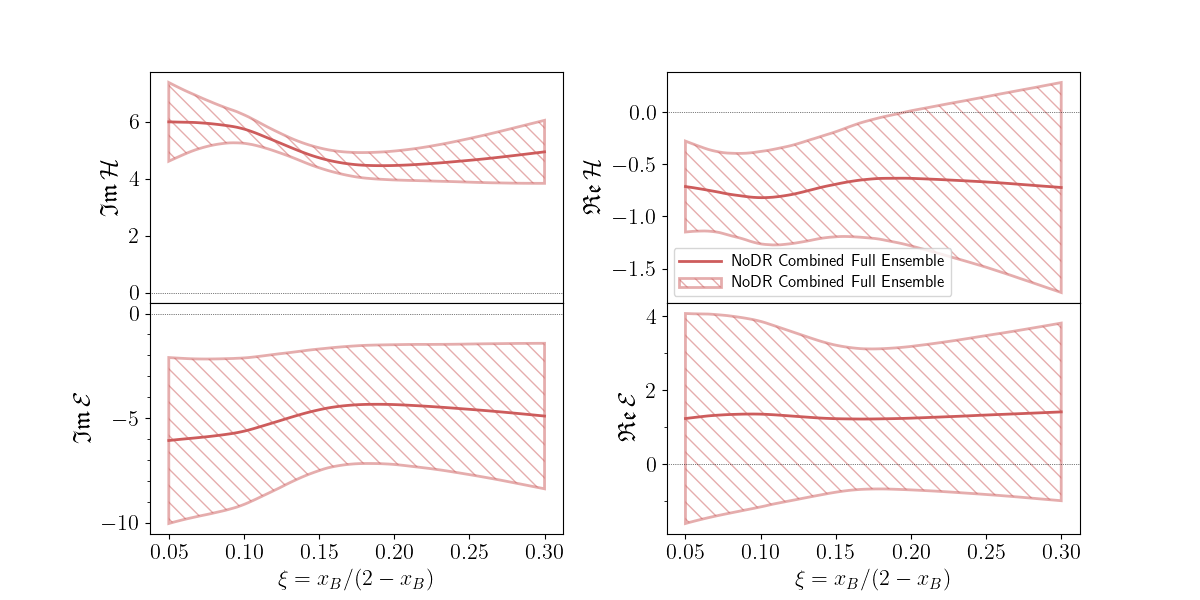 6
4
2
0
ℑm ℋ
0.0
−0.5
−1.0
−1.5
ℜe ℋ
NoDR Combined Full Ensemble
NoDR Combined Full Ensemble
0
−5
−10
ℑm ℰ
0.05 0.10 0.15 0.20 0.25 0.30
ξ = x_B/(2 − x_B)
4
2
0
ℜe ℰ
0.05 0.10 0.15 0.20 0.25 0.30
ξ = x_B/(2 − x_B)